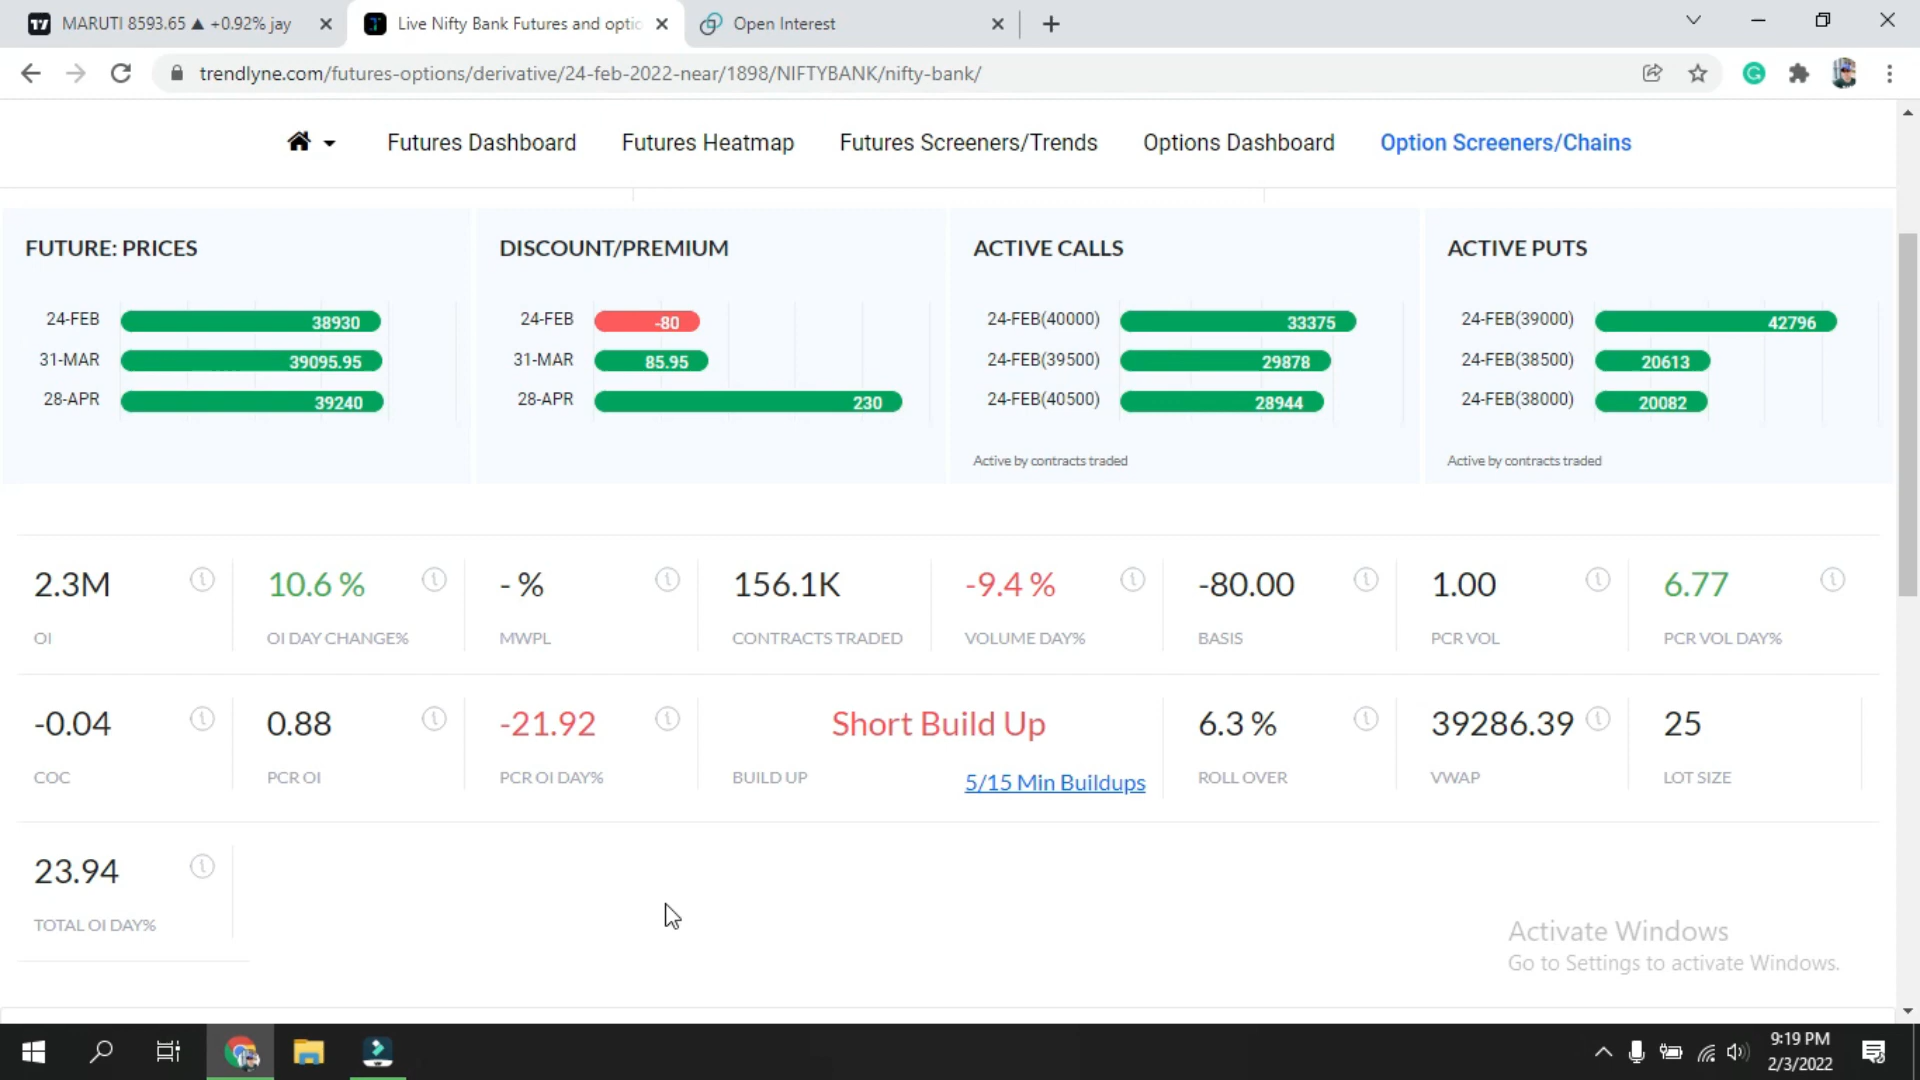 MARUTI 8593.65 ▲ +0.92% jay
Live Nifty Bank Futures and optic
Open Interest
trendlyne.com/futures-options/derivative/24-feb-2022-near/1898/NIFTYBANK/nifty-bank/
Futures Dashboard
Futures Heatmap
Futures Screeners/Trends
Options Dashboard
Option Screeners/Chains
FUTURE: PRICES
24-FEB 38930
31-MAR 39095.95
28-APR 39240
DISCOUNT/PREMIUM
24-FEB -80
31-MAR 85.95
28-APR 230
ACTIVE CALLS
24-FEB(40000) 33375
24-FEB(39500) 29878
24-FEB(40500) 28944
Active by contracts traded
ACTIVE PUTS
24-FEB(39000) 42796
24-FEB(38500) 20613
24-FEB(38000) 20082
Active by contracts traded
2.3M
OI
10.6 %
OI DAY CHANGE%
- %
MWPL
156.1K
CONTRACTS TRADED
-9.4 %
VOLUME DAY%
-80.00
BASIS
1.00
PCR VOL
6.77
PCR VOL DAY%
-0.04
COC
0.88
PCR OI
-21.92
PCR OI DAY%
Short Build Up
BUILD UP
5/15 Min Buildups
6.3 %
ROLL OVER
39286.39
VWAP
25
LOT SIZE
23.94
TOTAL OI DAY%
Activate Windows
Go to Settings to activate Windows.
9:19 PM
2/3/2022